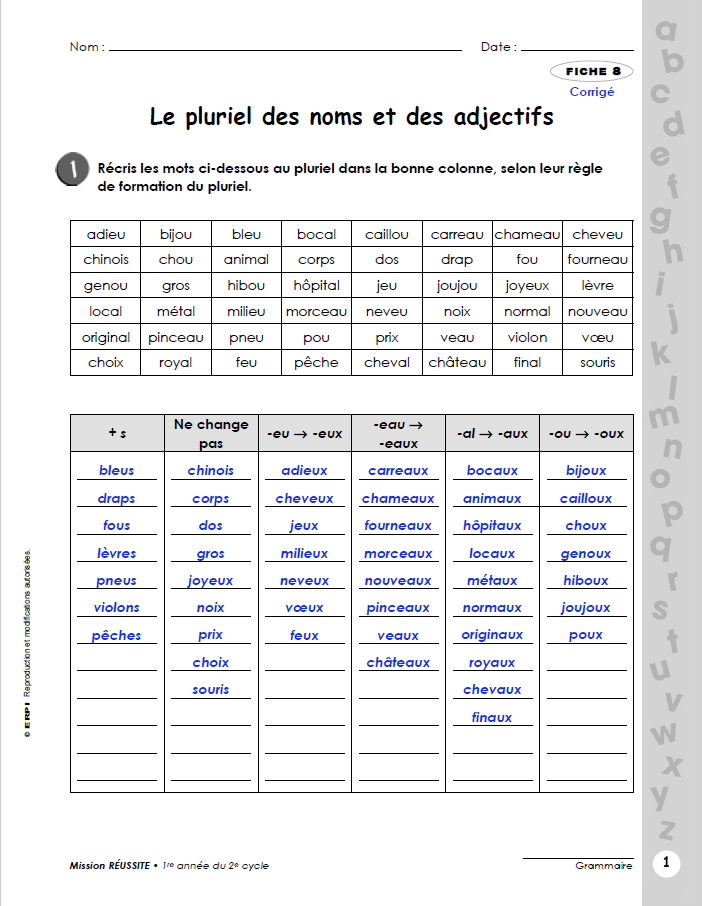 Nom : Date :
FICHE 8
Corrigé
Le pluriel des noms et des adjectifs
1 Récris les mots ci-dessous au pluriel dans la bonne colonne, selon leur règle
de formation du pluriel.
adieu bijou bleu bocal caillou carreau chameau cheveu
chinois chou animal corps dos drap fou fourneau
genou gros hibou hôpital jeu joujou joyeux lèvre
local métal milieu morceau neveu noix normal nouveau
original pinceau pneu pou prix veau violon vœu
choix royal feu pêche cheval château final souris
+ s Ne change pas -eu → -eux -eau → -eaux -al → -aux -ou → -oux
bleus chinois adieux carreaux bocaux bijoux
draps corps cheveux chameaux animaux cailloux
fous dos jeux fourneaux hôpitaux choux
lèvres gros milieux morceaux locaux genoux
pneus joyeux neveux nouveaux métaux hiboux
violons noix vœux pinceaux normaux joujoux
pêches prix feux veaux originaux poux
choix châteaux royaux
souris chevaux
finaux
© ERPI Reproduction et modifications autorisées.
Mission RÉUSSITE • 1re année du 2e cycle
Grammaire
1
a
b
c
d
e
f
g
h
i
j
k
l
m
n
o
p
q
r
s
t
u
v
w
x
y
z